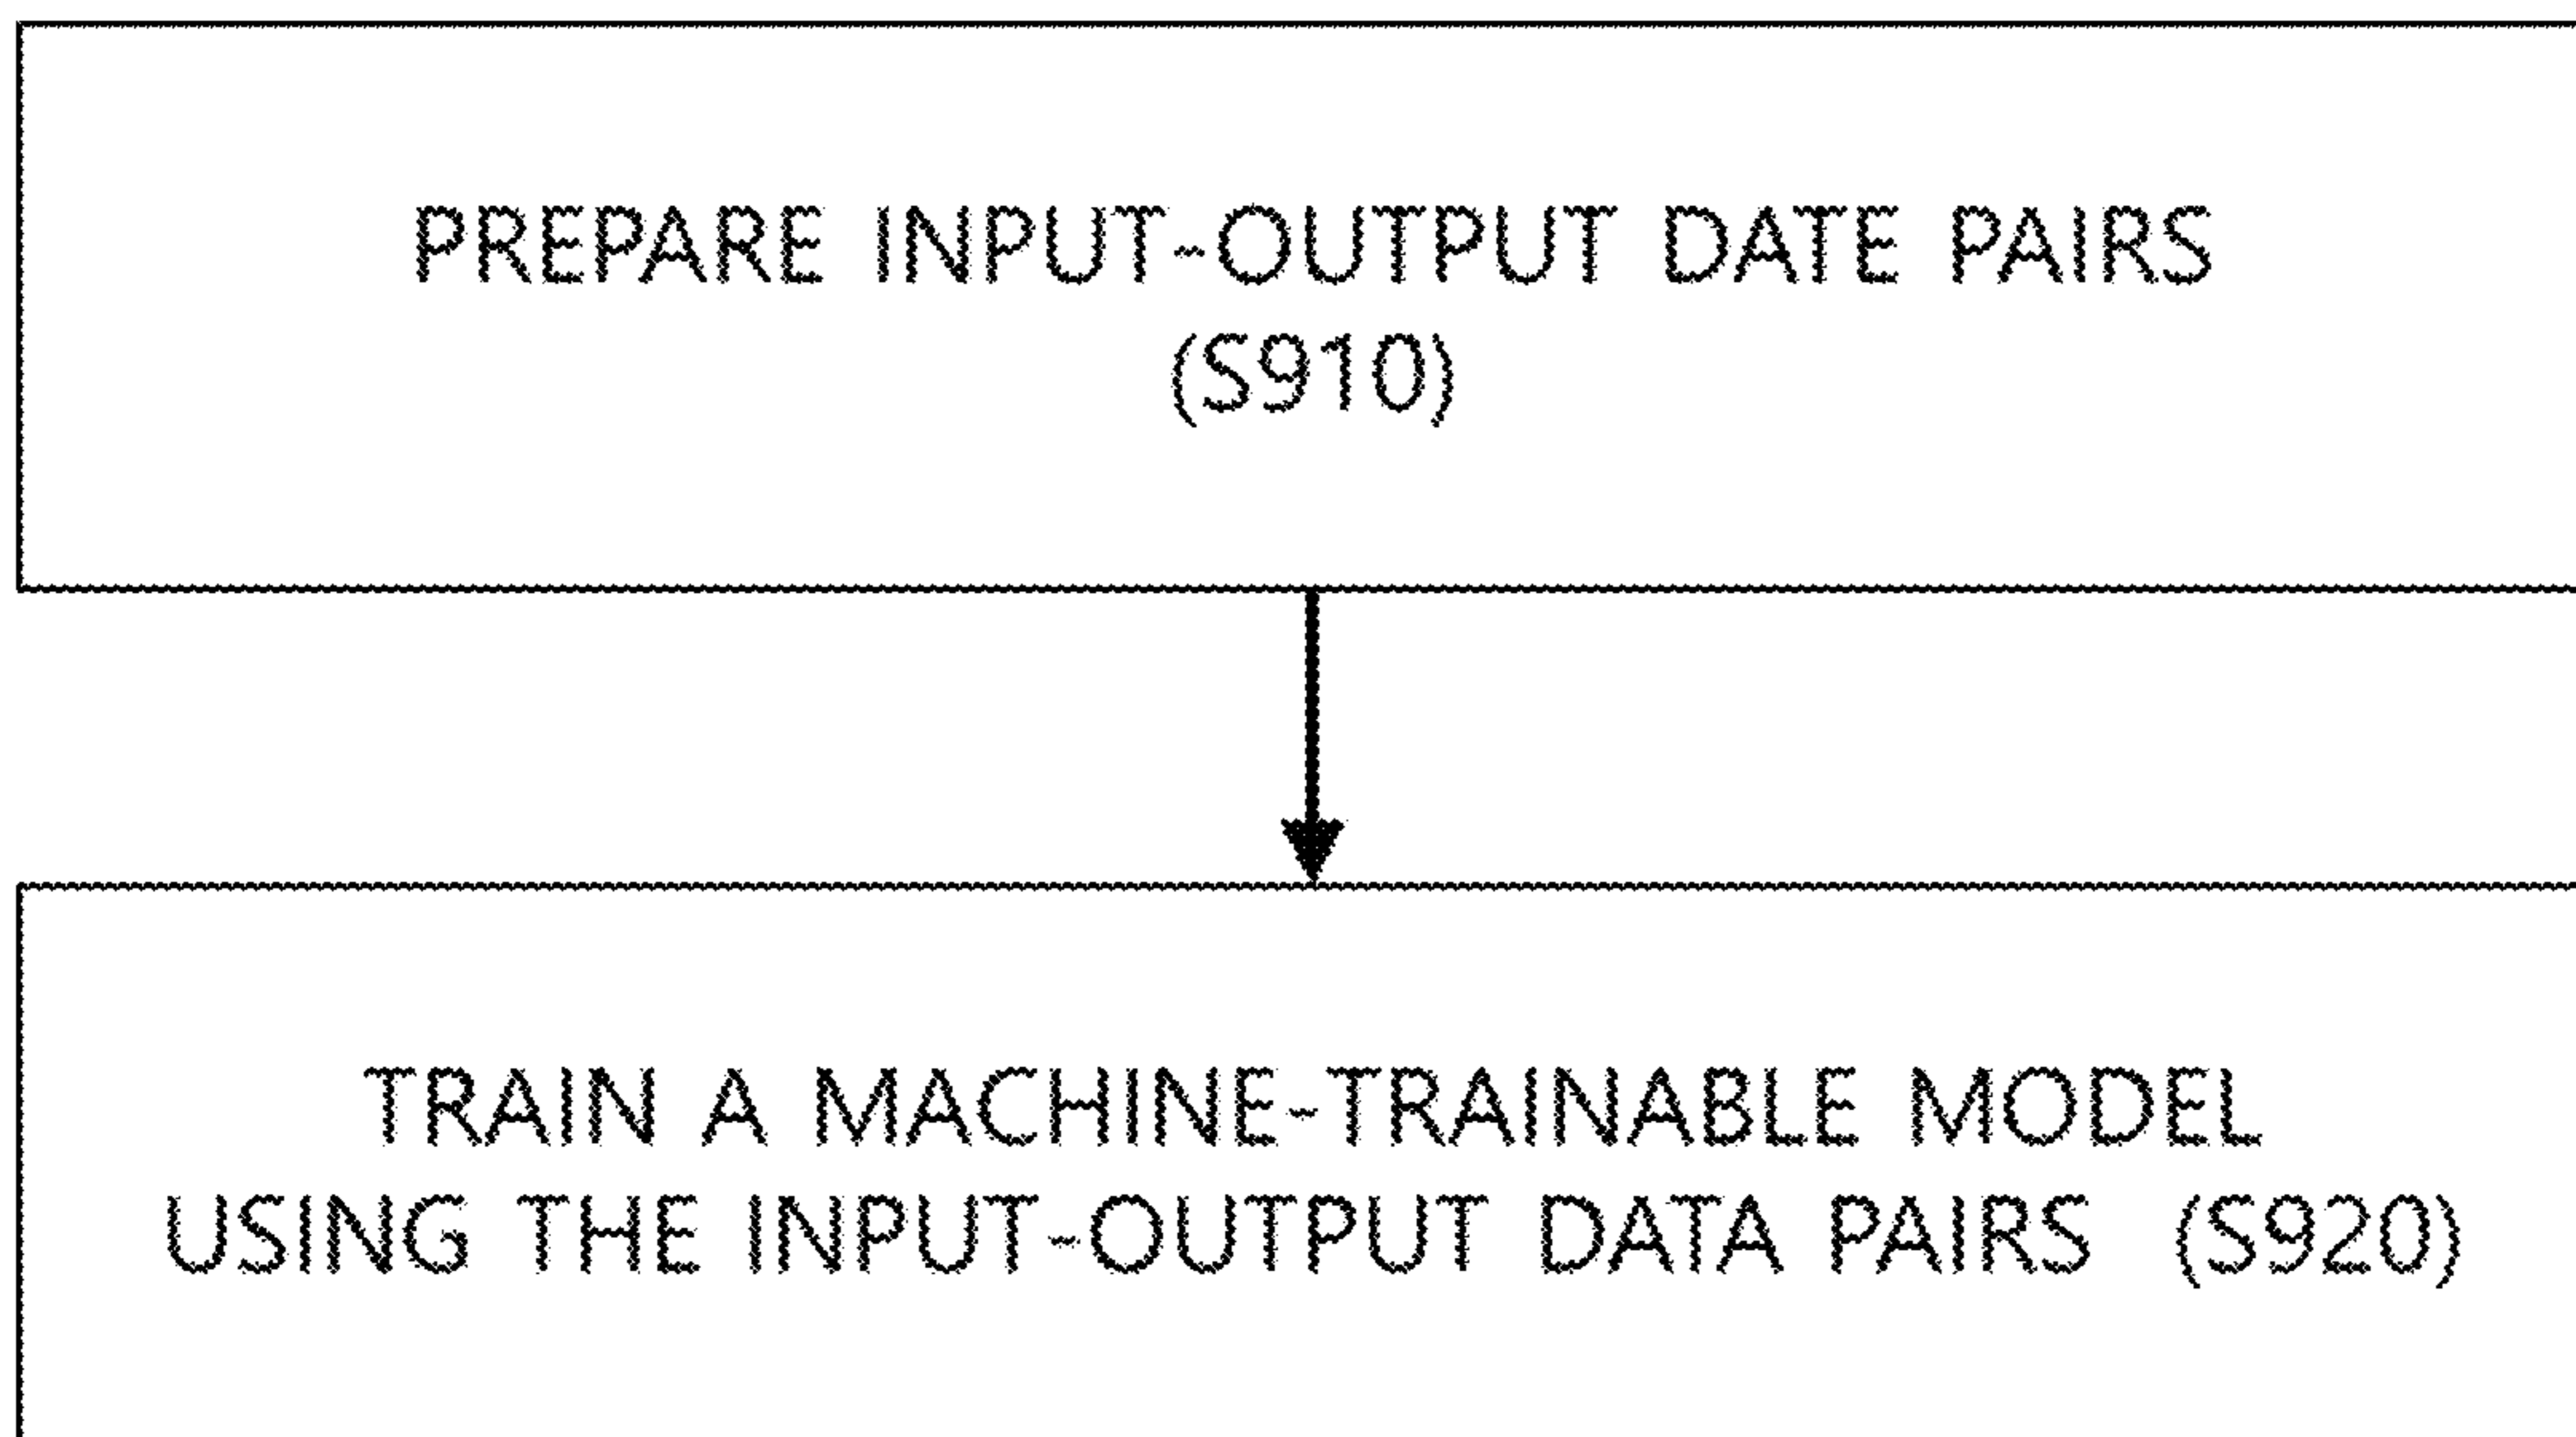 PREPARE INPUT-OUTPUT DATE PAIRS
(S910)
TRAIN A MACHINE-TRAINABLE MODEL
USING THE INPUT-OUTPUT DATA PAIRS (S920)